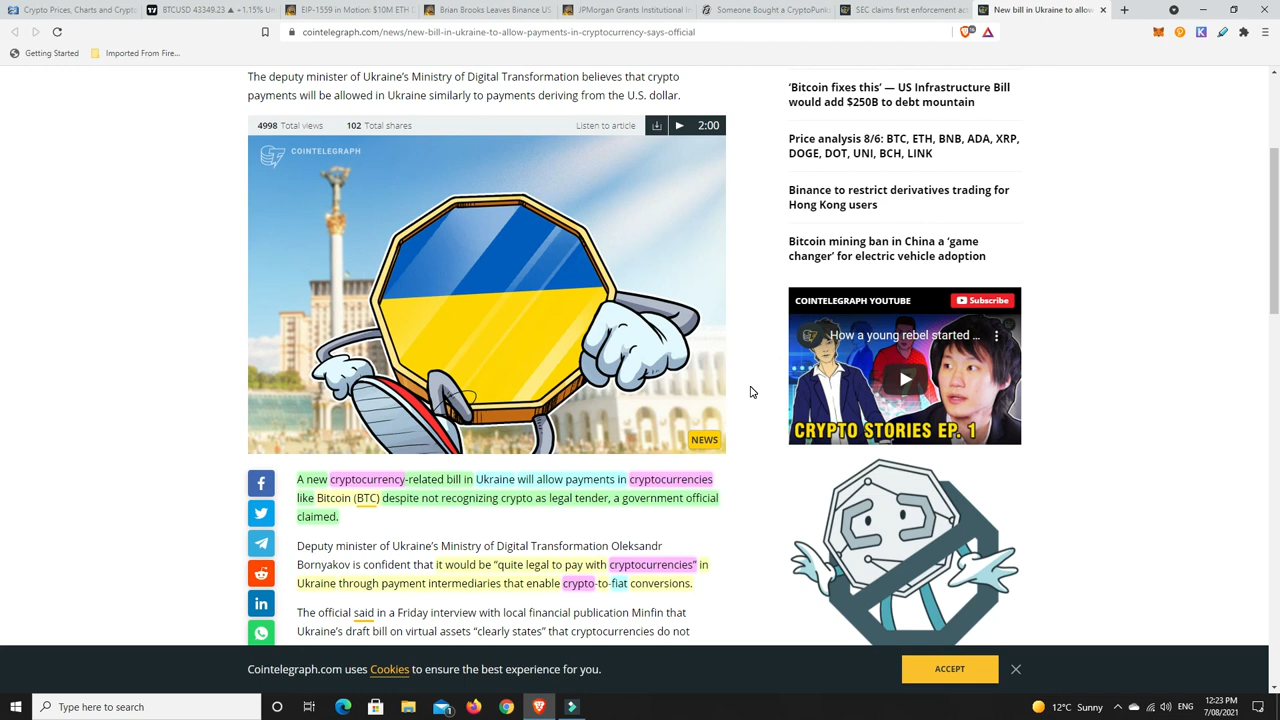 Crypto Prices, Charts and Crypto
BTCUSD 43349.23 ▲ +1.15% Un
EIP-1559 in Motion: $10M ETH D
Brian Brooks Leaves Binance US
JPMorgan Grants Institutional In
Someone Bought a CryptoPunk
SEC claims first enforcement ac
New bill in Ukraine to allow
cointelegraph.com/news/new-bill-in-ukraine-to-allow-payments-in-cryptocurrency-says-official
Getting Started
Imported From Fire...
The deputy minister of Ukraine's Ministry of Digital Transformation believes that crypto
payments will be allowed in Ukraine similarly to payments deriving from the U.S. dollar.
4998 Total views
102 Total shares
Listen to article
2:00
COINTELEGRAPH
NEWS
A new cryptocurrency-related bill in Ukraine will allow payments in cryptocurrencies
like Bitcoin (BTC) despite not recognizing crypto as legal tender, a government official
claimed.
Deputy minister of Ukraine's Ministry of Digital Transformation Oleksandr
Bornyakov is confident that it would be "quite legal to pay with cryptocurrencies" in
Ukraine through payment intermediaries that enable crypto-to-fiat conversions.
The official said in a Friday interview with local financial publication Minfin that
Ukraine's draft bill on virtual assets "clearly states" that cryptocurrencies do not
'Bitcoin fixes this' — US Infrastructure Bill
would add $250B to debt mountain
Price analysis 8/6: BTC, ETH, BNB, ADA, XRP,
DOGE, DOT, UNI, BCH, LINK
Binance to restrict derivatives trading for
Hong Kong users
Bitcoin mining ban in China a 'game
changer' for electric vehicle adoption
COINTELEGRAPH YOUTUBE
Subscribe
How a young rebel started ...
CRYPTO STORIES EP. 1
Cointelegraph.com uses Cookies to ensure the best experience for you.
ACCEPT
Type here to search
12°C Sunny
ENG
12:23 PM
7/08/2021